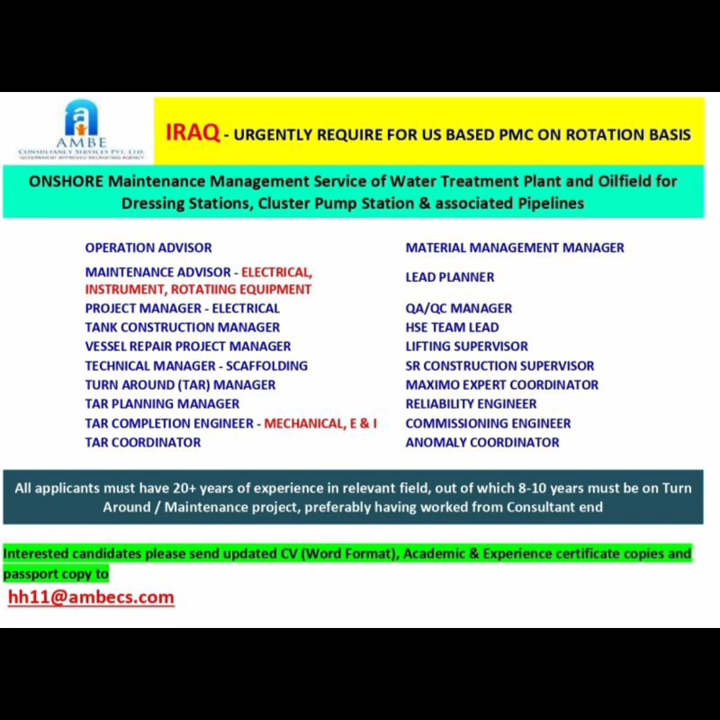 AMBE
CONSULTANCY SERVICES PVT. LTD.
GOVERNMENT APPROVED RECRUITING AGENCY
IRAQ - URGENTLY REQUIRE FOR US BASED PMC ON ROTATION BASIS
ONSHORE Maintenance Management Service of Water Treatment Plant and Oilfield for
Dressing Stations, Cluster Pump Station & associated Pipelines
OPERATION ADVISOR
MAINTENANCE ADVISOR - ELECTRICAL,
INSTRUMENT, ROTATIING EQUIPMENT
PROJECT MANAGER - ELECTRICAL
TANK CONSTRUCTION MANAGER
VESSEL REPAIR PROJECT MANAGER
TECHNICAL MANAGER - SCAFFOLDING
TURN AROUND (TAR) MANAGER
TAR PLANNING MANAGER
TAR COMPLETION ENGINEER - MECHANICAL, E & I
TAR COORDINATOR
MATERIAL MANAGEMENT MANAGER
LEAD PLANNER
QA/QC MANAGER
HSE TEAM LEAD
LIFTING SUPERVISOR
SR CONSTRUCTION SUPERVISOR
MAXIMO EXPERT COORDINATOR
RELIABILITY ENGINEER
COMMISSIONING ENGINEER
ANOMALY COORDINATOR
All applicants must have 20+ years of experience in relevant field, out of which 8-10 years must be on Turn
Around / Maintenance project, preferably having worked from Consultant end
Interested candidates please send updated CV (Word Format), Academic & Experience certificate copies and
passport copy to
hh11@ambecs.com